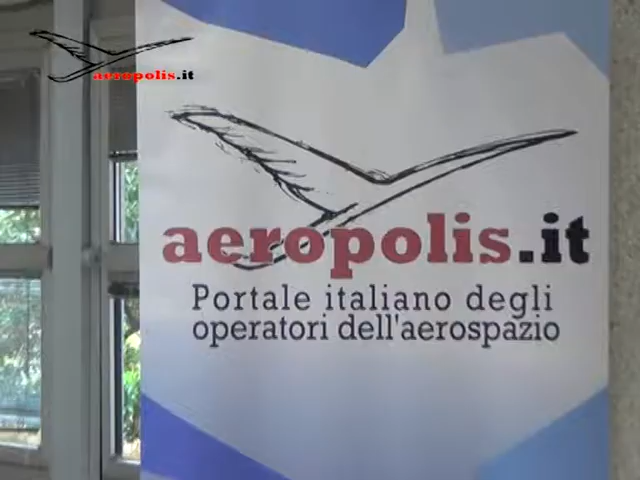 aeropolis.it
aeropolis.it
Portale italiano degli
operatori dell'aerospazio